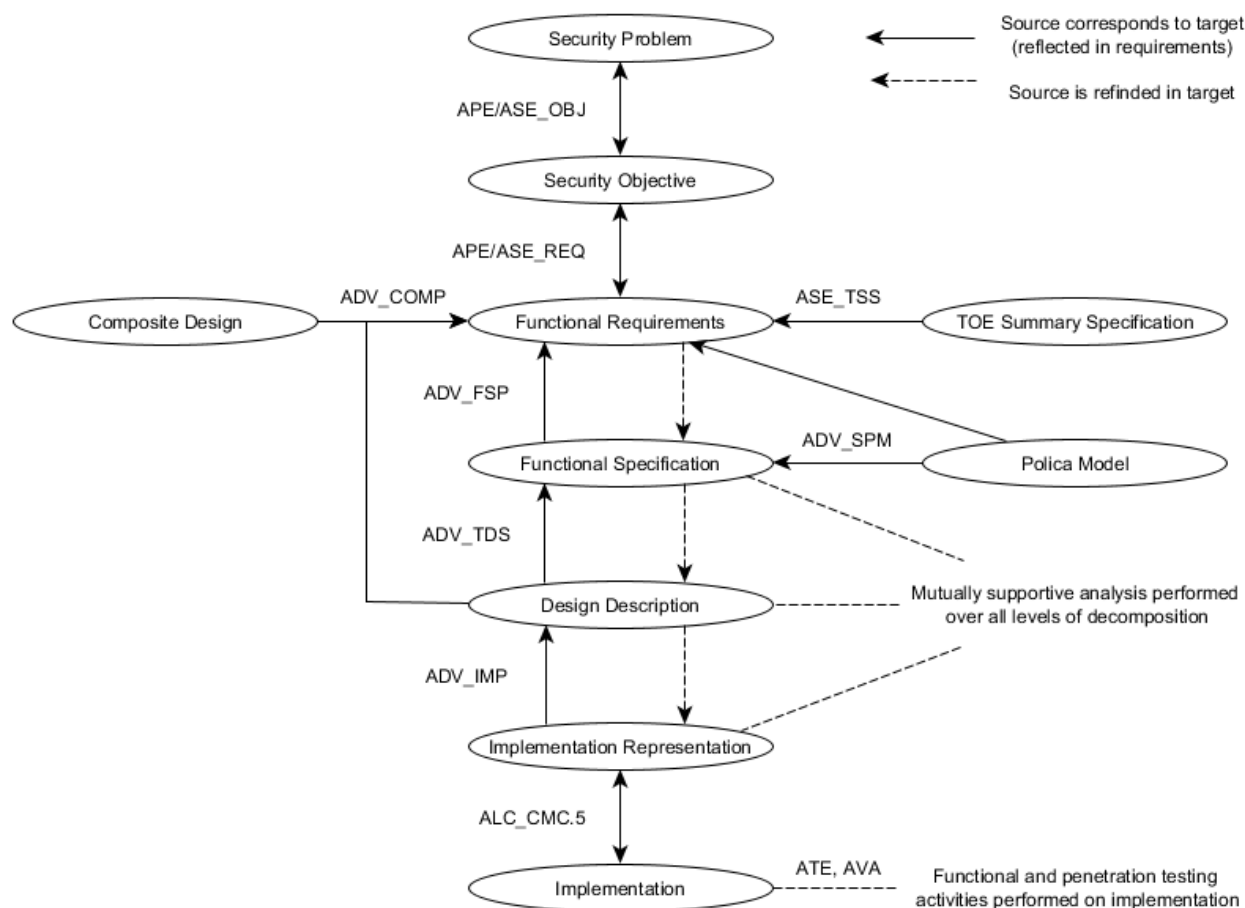 Security Problem
Source corresponds to target
(reflected in requirements)
Source is refinded in target
APE/ASE_OBJ
Security Objective
APE/ASE_REQ
ADV_COMP
ASE_TSS
Composite Design
Functional Requirements
TOE Summary Specification
ADV_FSP
ADV_SPM
Functional Specification
Polica Model
ADV_TDS
Design Description
Mutually supportive analysis performed
over all levels of decomposition
ADV_IMP
Implementation Representation
ALC_CMC.5
ATE, AVA
Implementation
Functional and penetration testing
activities performed on implementation